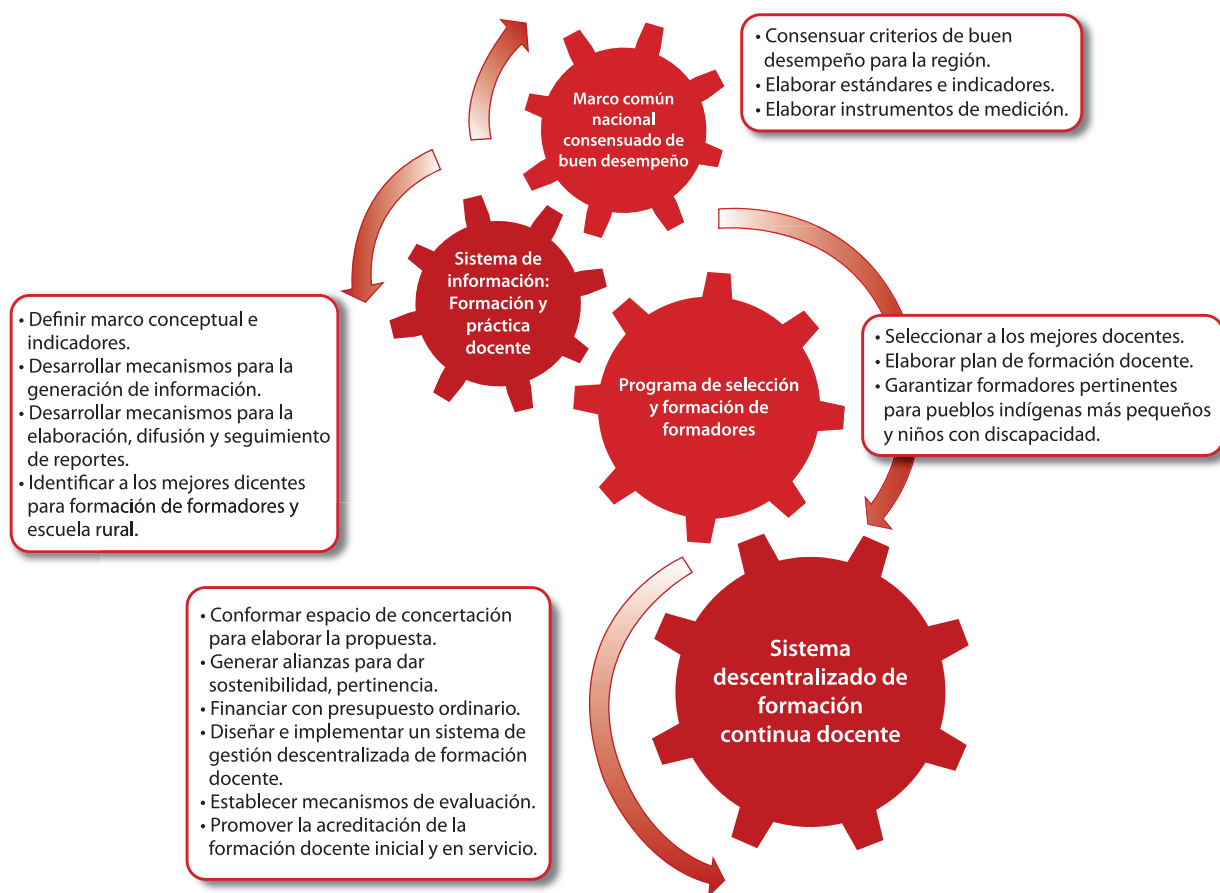 Marco común
nacional
consensuado de
buen desempeño
• Consensuar criterios de buen
desempeño para la región.
• Elaborar estándares e indicadores.
• Elaborar instrumentos de medición.
Sistema de
información:
Formación y
práctica
docente
• Definir marco conceptual e
indicadores.
• Desarrollar mecanismos para la
generación de información.
• Desarrollar mecanismos para la
elaboración, difusión y seguimiento
de reportes.
• Identificar a los mejores dicentes
para formación de formadores y
escuela rural.
Programa de selección
y formación de
formadores
• Seleccionar a los mejores docentes.
• Elaborar plan de formación docente.
• Garantizar formadores pertinentes
para pueblos indígenas más pequeños
y niños con discapacidad.
Sistema
descentralizado de
formación
continua docente
• Conformar espacio de concertación
para elaborar la propuesta.
• Generar alianzas para dar
sostenibilidad, pertinencia.
• Financiar con presupuesto ordinario.
• Diseñar e implementar un sistema de
gestión descentralizada de formación
docente.
• Establecer mecanismos de evaluación.
• Promover la acreditación de la
formación docente inicial y en servicio.